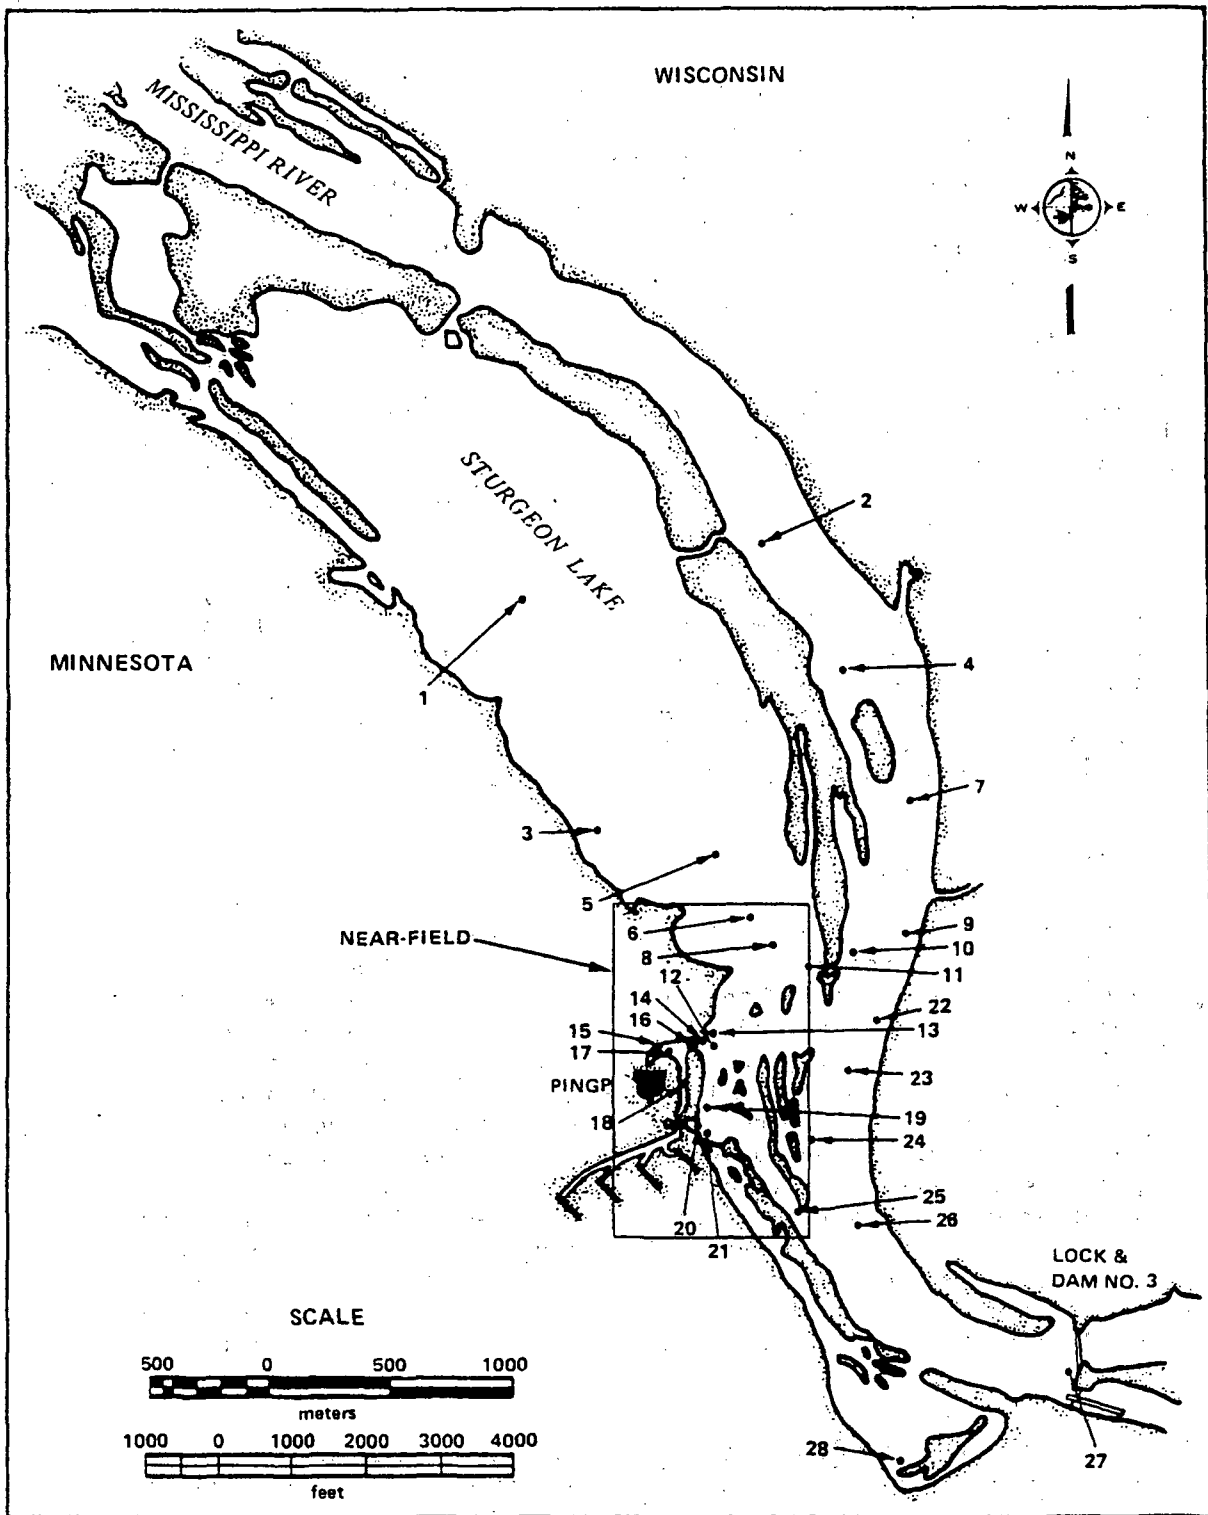 WISCONSIN
MISSISSIPPI RIVER
N
W E
S
STURGEON LAKE
2
MINNESOTA
4
1
7
3
5
6
9
NEAR-FIELD
10
8
11
12
14
22
16
13
15
17
23
PINGP
18
19
24
25
20
26
21
LOCK &
DAM NO. 3
SCALE
500 0 500 1000
meters
1000 0 1000 2000 3000 4000
feet
28
27